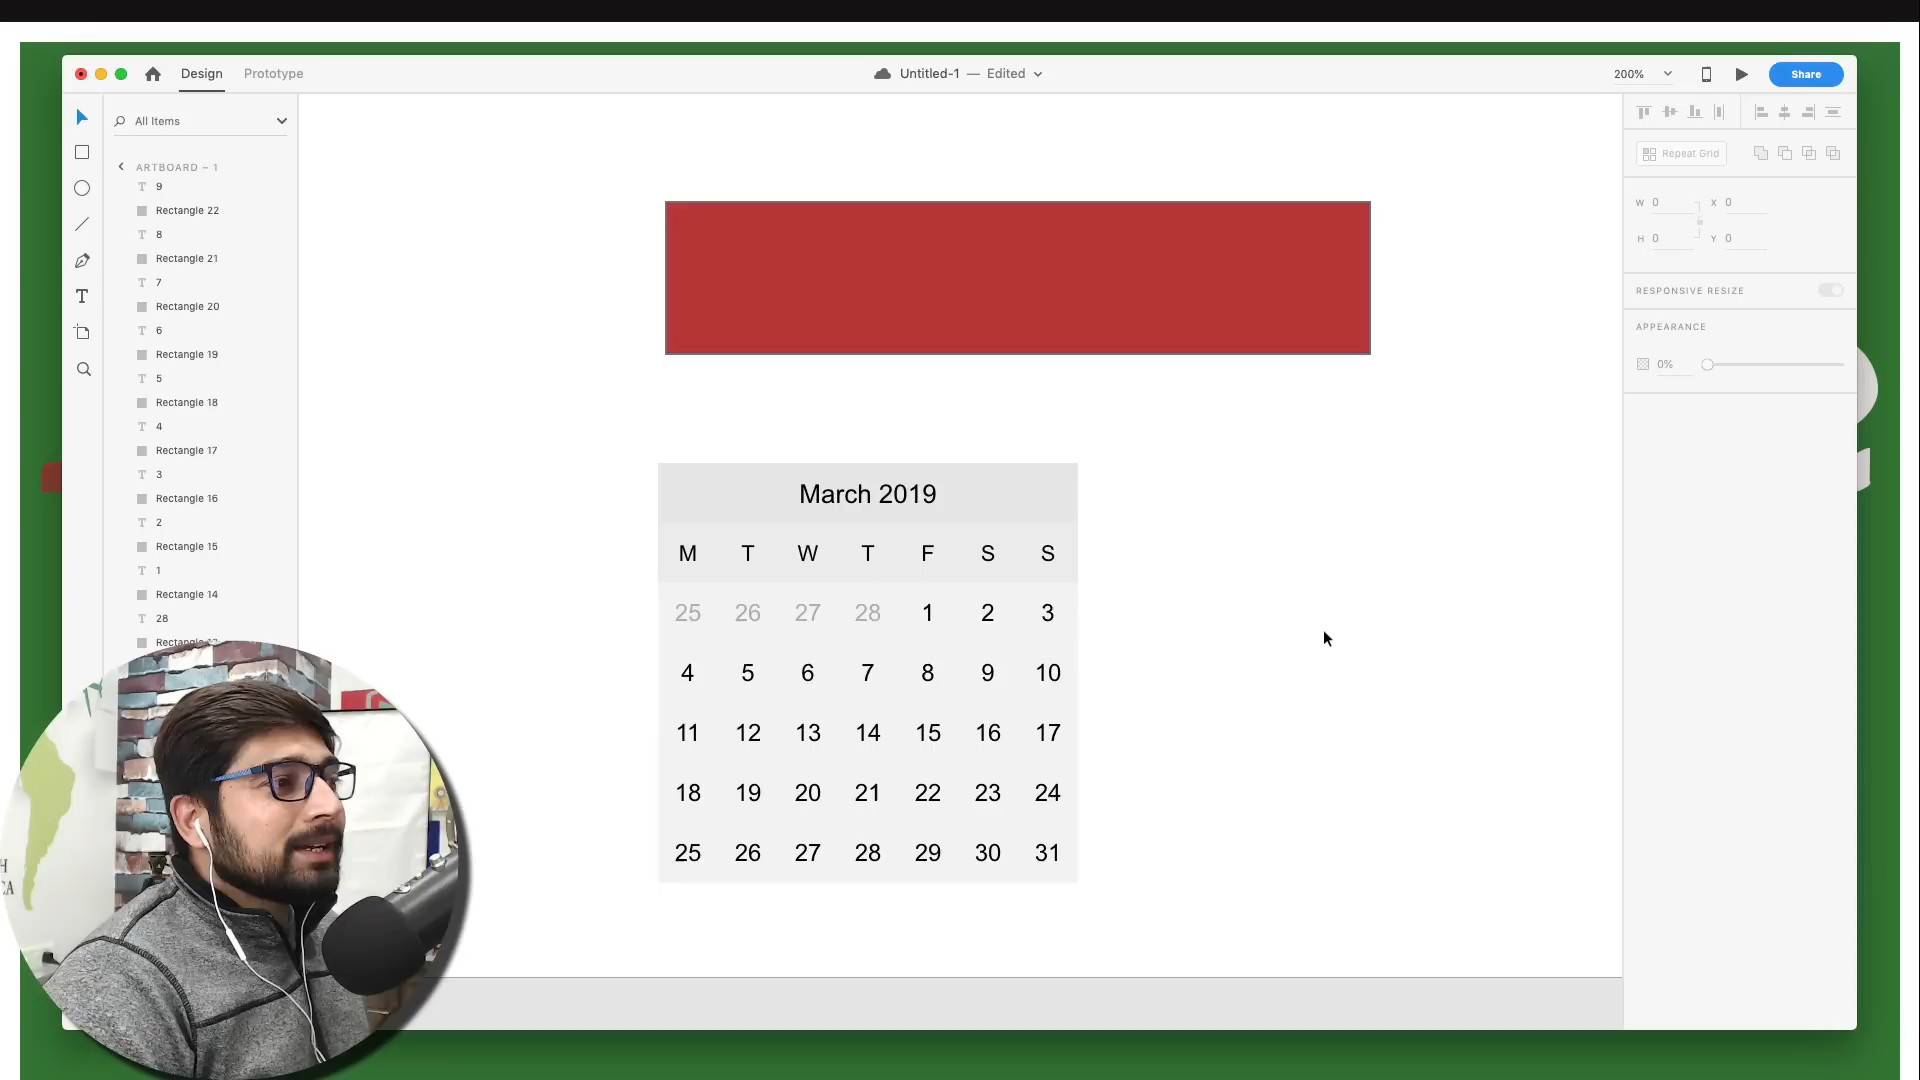 Design Prototype
Untitled-1 — Edited
200%
Share
All Items
ARTBOARD – 1
9
Rectangle 22
8
Rectangle 21
7
Rectangle 20
6
Rectangle 19
5
Rectangle 18
4
Rectangle 17
3
Rectangle 16
2
Rectangle 15
1
Rectangle 14
28
March 2019
M T W T F S S
25 26 27 28 1 2 3
4 5 6 7 8 9 10
11 12 13 14 15 16 17
18 19 20 21 22 23 24
25 26 27 28 29 30 31
Repeat Grid
W 0 X 0
H 0 Y 0
RESPONSIVE RESIZE
APPEARANCE
0%